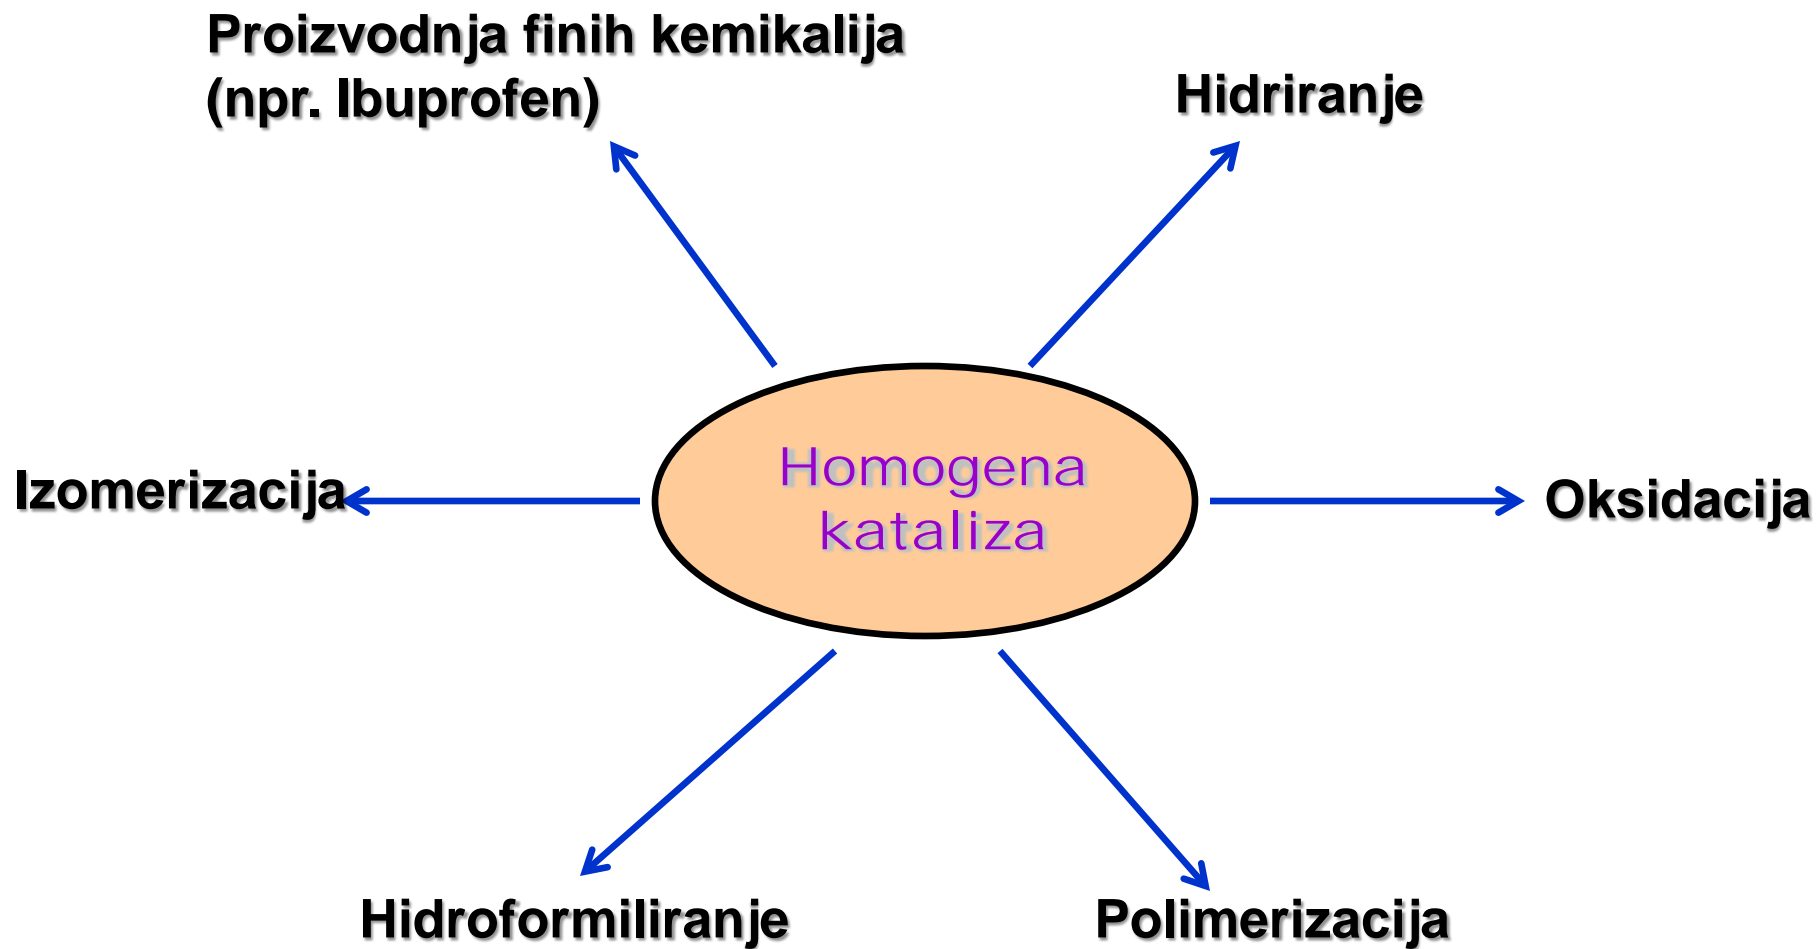 Proizvodnja finih kemikalija
(npr. Ibuprofen)
Hidriranje
Izomerizacija
Homogena
kataliza
Oksidacija
Hidroformiliranje
Polimerizacija